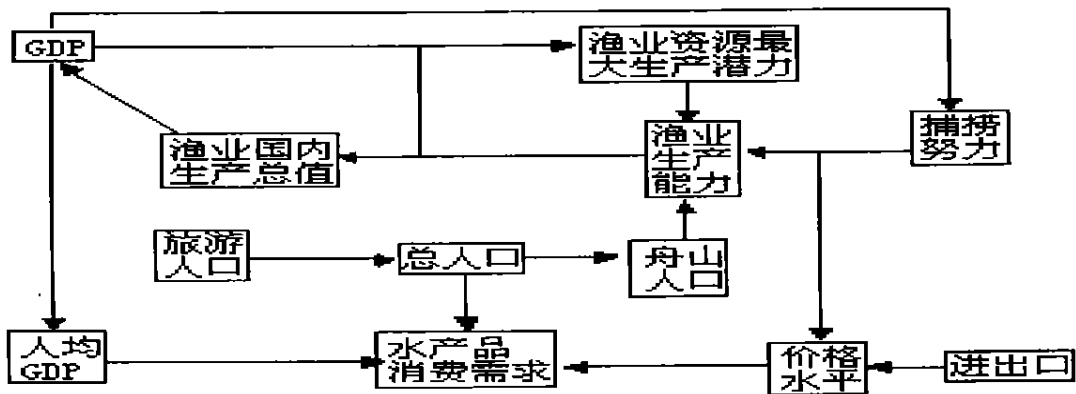 GDP
渔业资源最
大生产潜力
捕捞
努力
渔业国内
生产总值
渔业
生产
能力
旅游
人口
总人口
舟山
人口
人均
GDP
水产品
消费需求
价格
水平
进出口